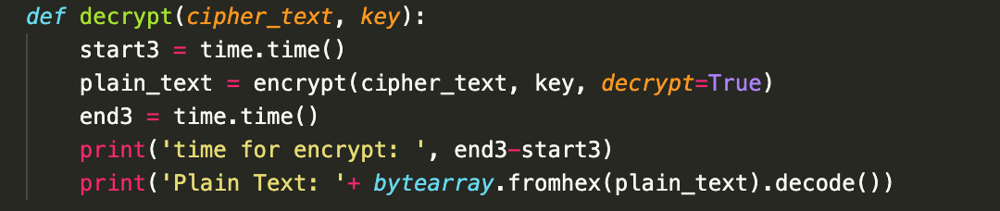 def decrypt(cipher_text, key):
    start3 = time.time()
    plain_text = encrypt(cipher_text, key, decrypt=True)
    end3 = time.time()
    print('time for encrypt: ', end3-start3)
    print('Plain Text: '+ bytearray.fromhex(plain_text).decode())